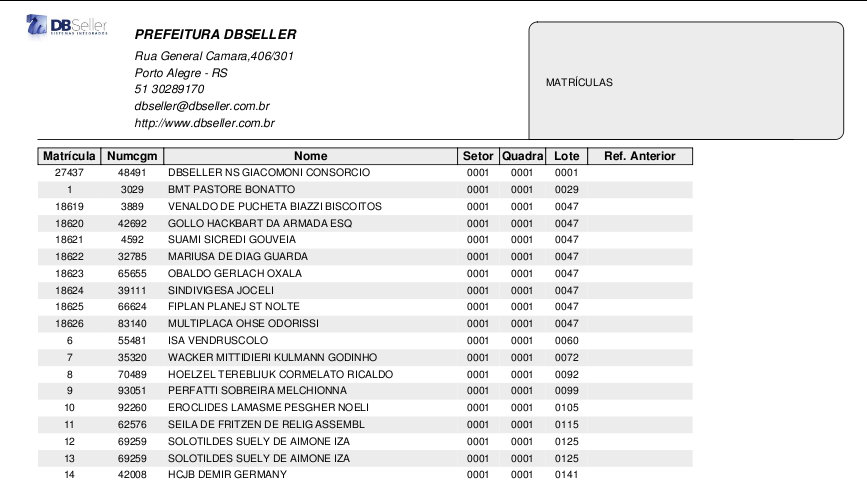 DBSeller
SISTEMAS INTEGRADOS
PREFEITURA DBSELLER
Rua General Camara,406/301
Porto Alegre - RS
51 30289170
dbseller@dbseller.com.br
http://www.dbseller.com.br
MATRÍCULAS
Matrícula Numcgm Nome Setor Quadra Lote Ref. Anterior
27437 48491 DBSELLER NS GIACOMONI CONSORCIO 0001 0001 0001
1 3029 BMT PASTORE BONATTO 0001 0001 0029
18619 3889 VENALDO DE PUCHETA BIAZZI BISCOITOS 0001 0001 0047
18620 42692 GOLLO HACKBART DA ARMADA ESQ 0001 0001 0047
18621 4592 SUAMI SICREDI GOUVEIA 0001 0001 0047
18622 32785 MARIUSA DE DIAG GUARDA 0001 0001 0047
18623 65655 OBALDO GERLACH OXALA 0001 0001 0047
18624 39111 SINDIVIGESA JOCELI 0001 0001 0047
18625 66624 FIPLAN PLANEJ ST NOLTE 0001 0001 0047
18626 83140 MULTIPLACA OHSE ODORISSI 0001 0001 0047
6 55481 ISA VENDRUSCOLO 0001 0001 0060
7 35320 WACKER MITTIDIERI KULMANN GODINHO 0001 0001 0072
8 70489 HOELZEL TEREBLIUK CORMELATO RICALDO 0001 0001 0092
9 93051 PERFATTI SOBREIRA MELCHIONNA 0001 0001 0099
10 92260 EROCLIDES LAMASME PESGHER NOELI 0001 0001 0105
11 62576 SEILA DE FRITZEN DE RELIG ASSEMBL 0001 0001 0115
12 69259 SOLOTILDES SUELY DE AIMONE IZA 0001 0001 0125
13 69259 SOLOTILDES SUELY DE AIMONE IZA 0001 0001 0125
14 42008 HCJB DEMIR GERMANY 0001 0001 0141